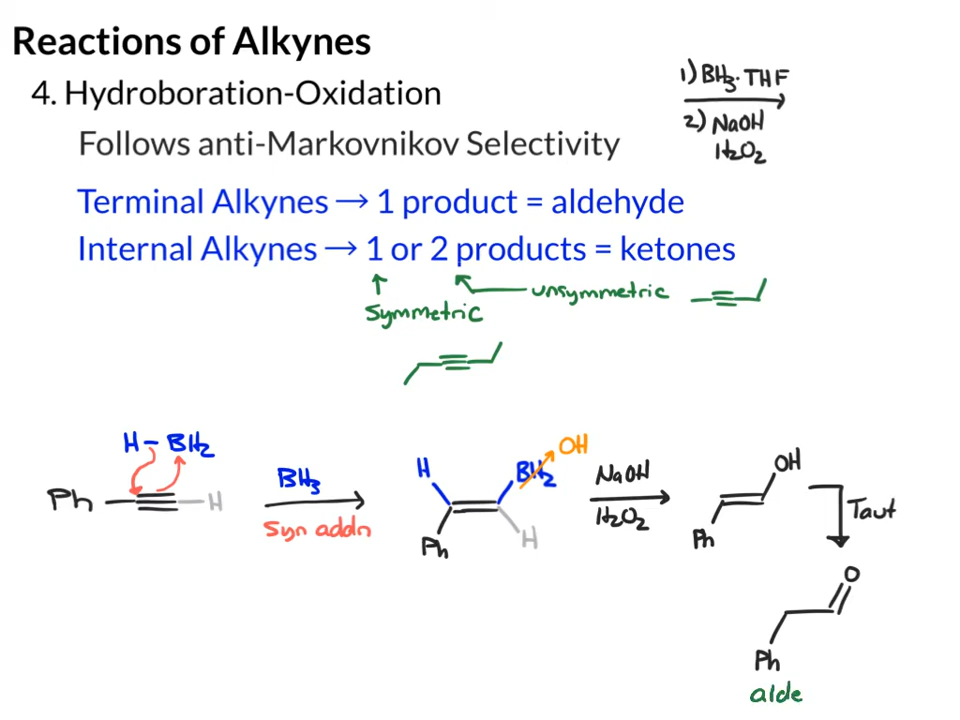 Reactions of Alkynes
4. Hydroboration-Oxidation
1) BH3·THF
2) NaOH
H2O2
Follows anti-Markovnikov Selectivity
Terminal Alkynes → 1 product = aldehyde
Internal Alkynes → 1 or 2 products = ketones
unsymmetric
Symmetric
H-BH2
Ph H
BH3
Syn addn
H BH2 OH
Ph H
NaOH
H2O2
OH
Ph
Taut
O
Ph
alde